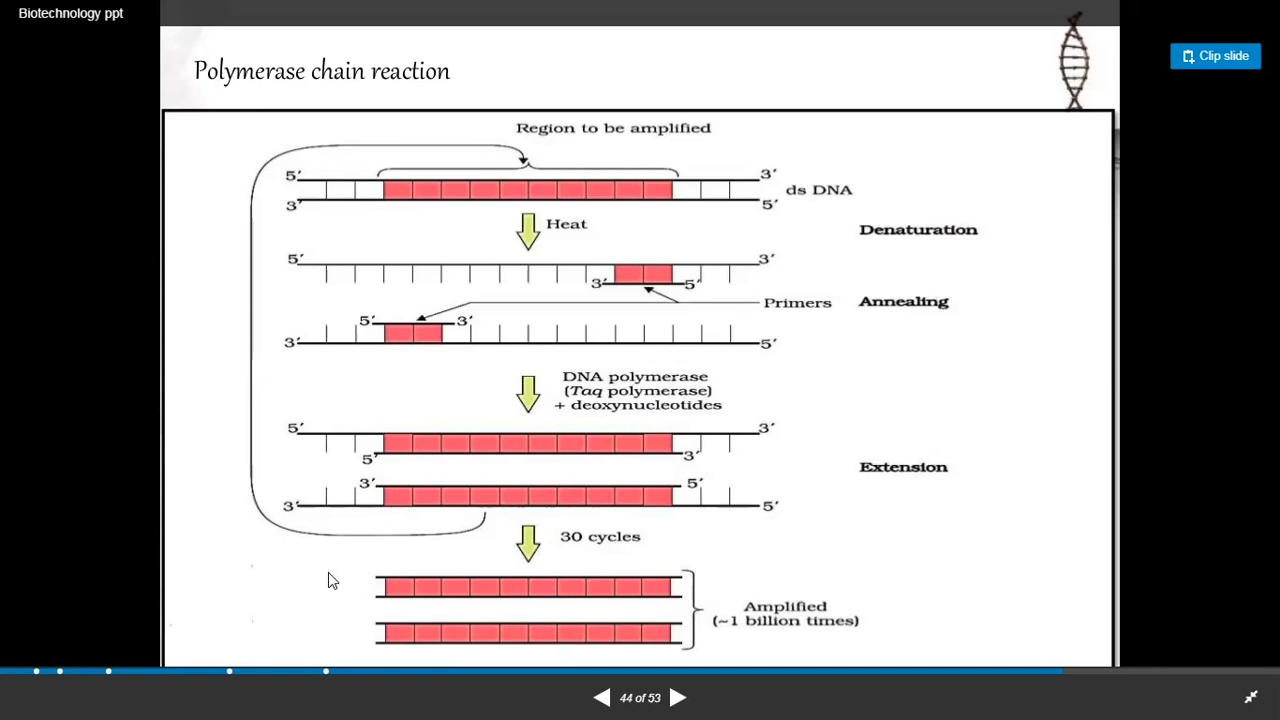 Biotechnology ppt
Clip slide
Polymerase chain reaction
Region to be amplified
5′ 3′
ds DNA
3′ 5′
Heat
Denaturation
5′ 3′
3′ 5′
Primers Annealing
5′ 3′
3′ 5′
DNA polymerase
(Taq polymerase)
+ deoxynucleotides
5′ 3′
5′ 3′
Extension
3′ 5′
3′ 5′
30 cycles
Amplified
(~1 billion times)
44 of 53